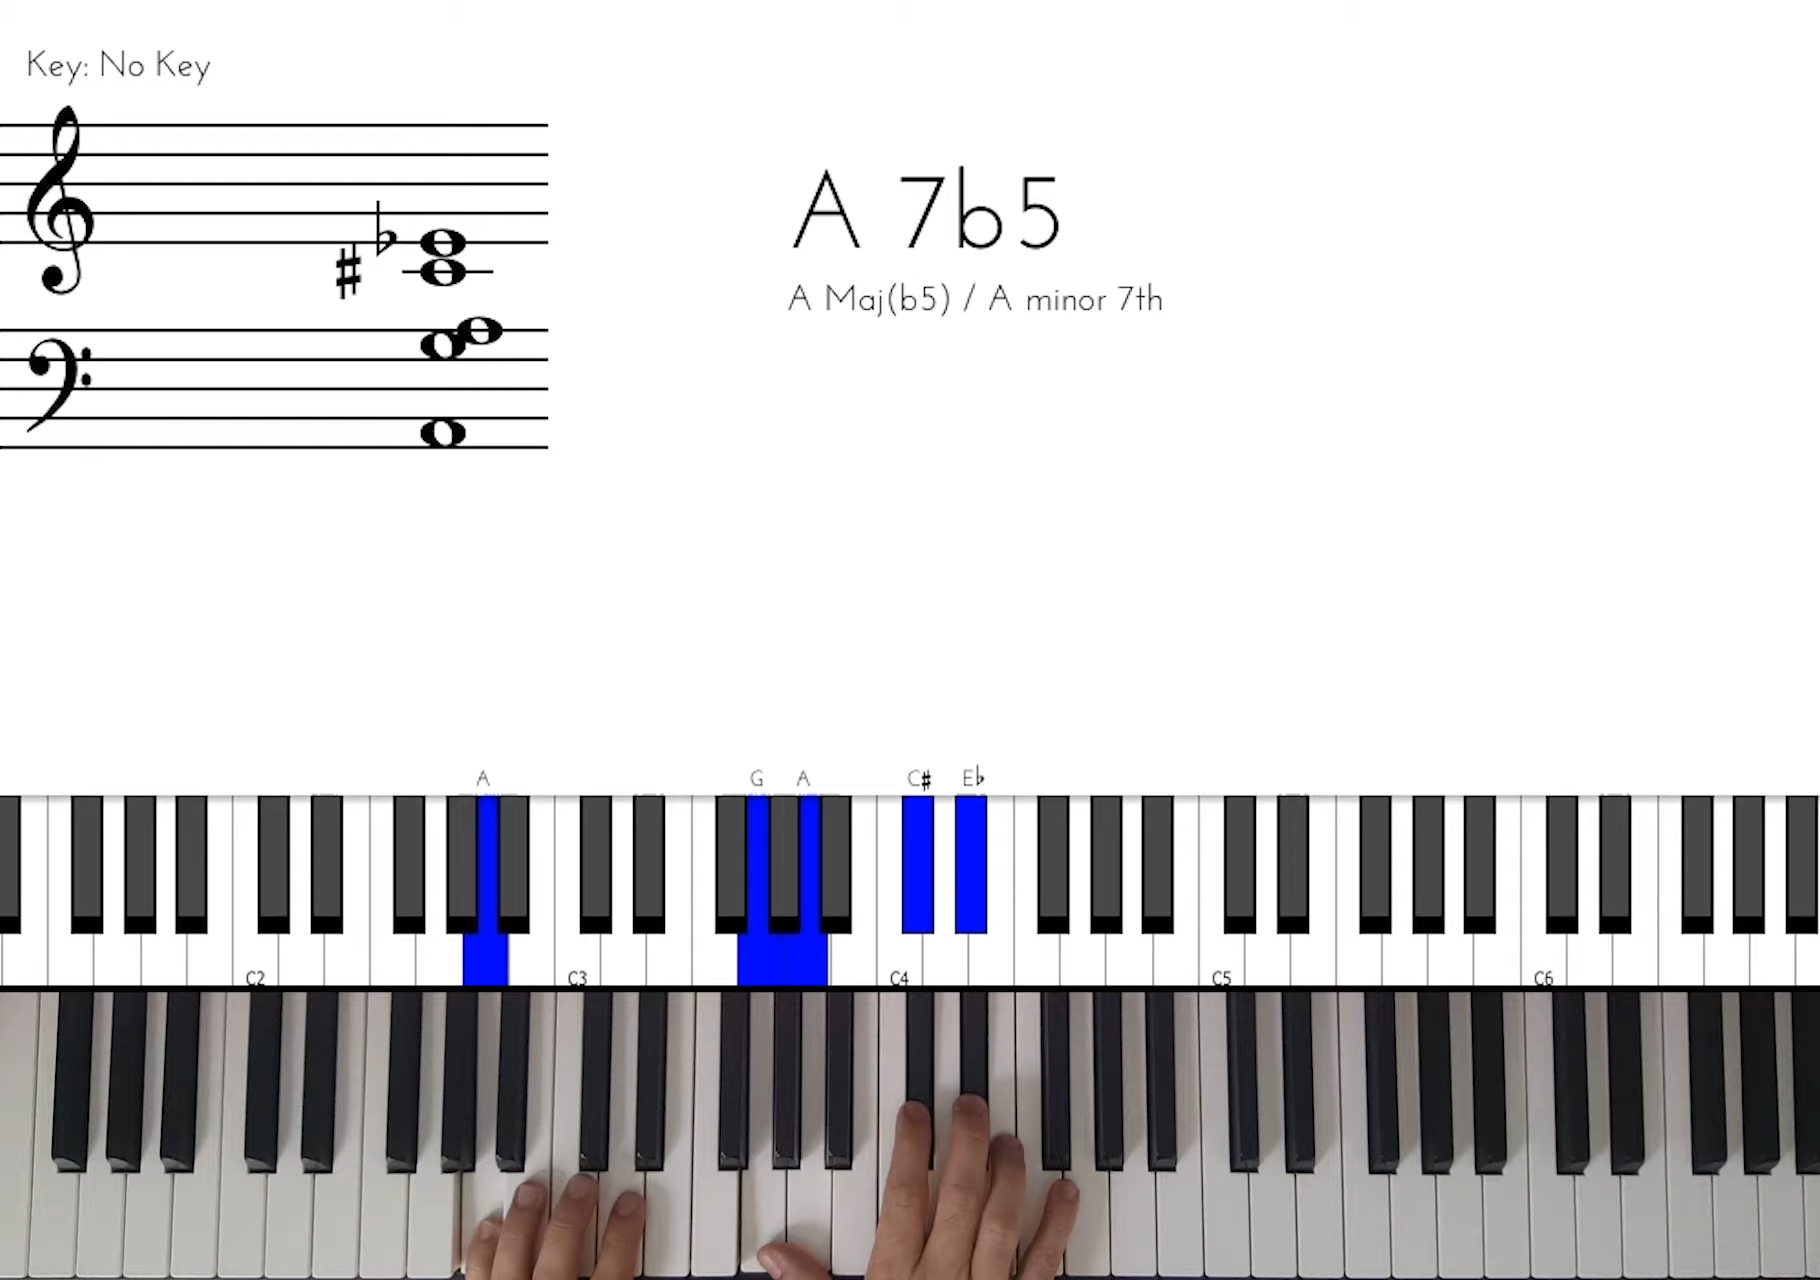 Key: No Key
A 7b5
A Maj(b5) / A minor 7th
A G A C♯ E♭
C2 C3 C4 C5 C6